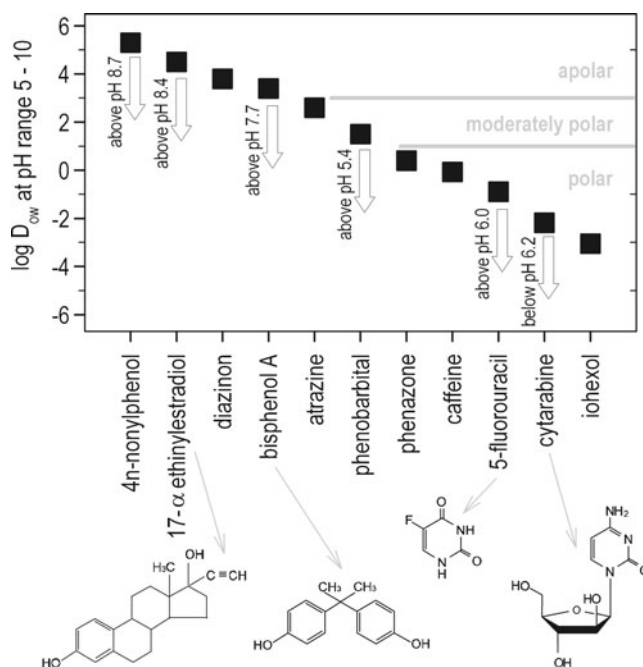 log D_ow at pH range 5 - 10
6
4
2
0
-2
-4
-6
above pH 8.7
above pH 8.4
above pH 7.7
above pH 5.4
above pH 6.0
below pH 6.2
apolar
moderately polar
polar
4n-nonylphenol
17-α ethinylestradiol
diazinon
bisphenol A
atrazine
phenobarbital
phenazone
caffeine
5-fluorouracil
cytarabine
iohexol
H₃C
OH
C≡CH
HO
CH₃
CH₃
HO
OH
F
O
NH
N
H
O
NH₂
N
N
O
HO
O
HO
OH